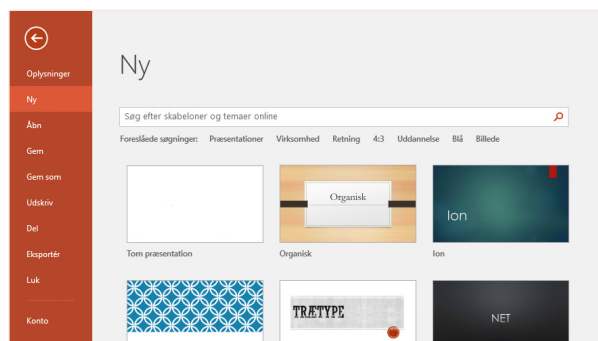 Oplysninger
Ny
Åbn
Gem
Gem som
Udskriv
Del
Eksportér
Luk
Konto
Ny
Søg efter skabeloner og temaer online
Foreslåede søgninger: Præsentationer Virksomhed Retning 4:3 Uddannelse Blå Billede
Organisk
Ion
Tom præsentation Organisk Ion
TRÆTYPE
NET